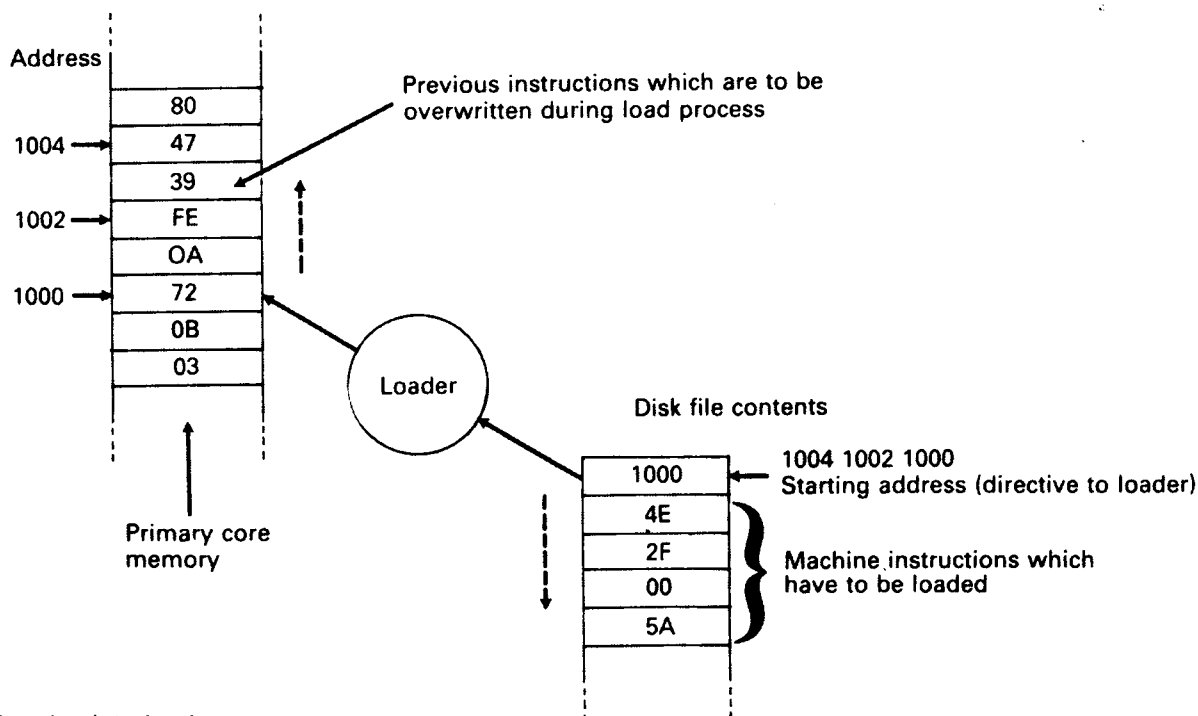 Address
80
Previous instructions which are to be
overwritten during load process
1004
47
39
1002
FE
OA
1000
72
0B
03
Loader
Disk file contents
1000
1004 1002 1000
Starting address (directive to loader)
4E
2F
00
5A
Machine instructions which
have to be loaded
Primary core
memory